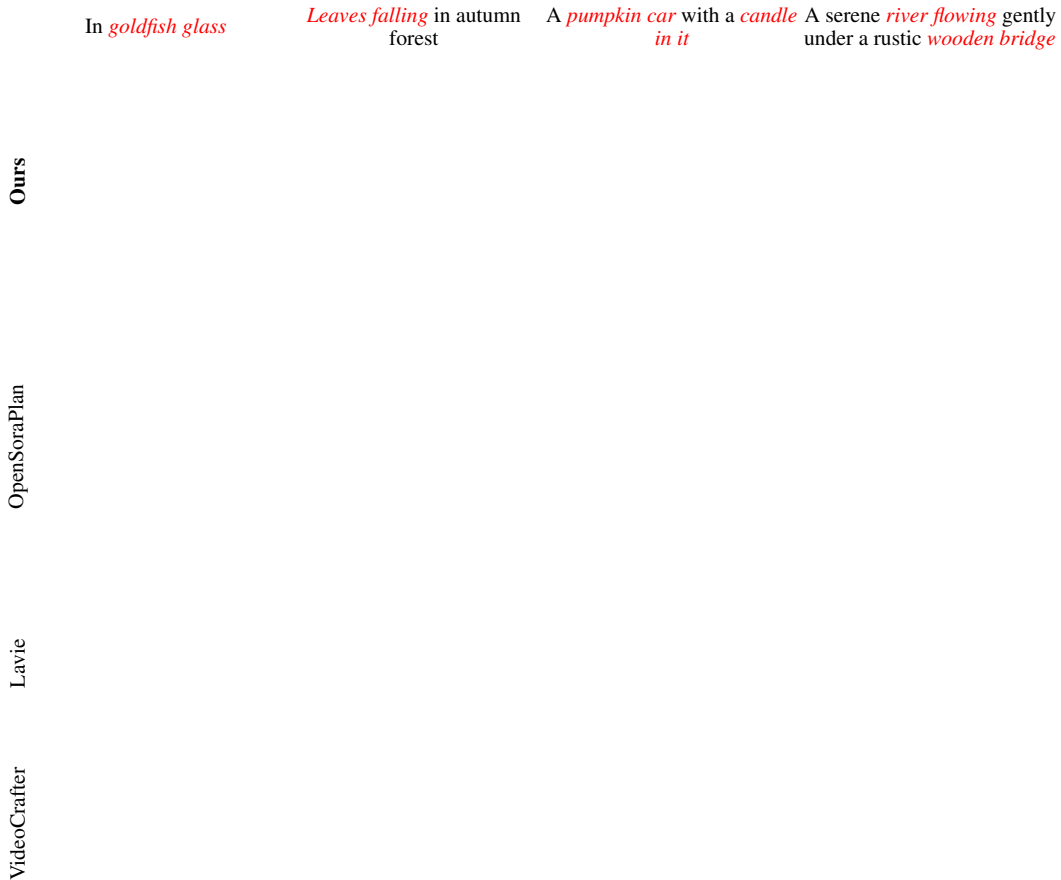 In goldfish glass
Leaves falling in autumn
forest
A pumpkin car with a candle
in it
A serene river flowing gently
under a rustic wooden bridge
Ours
OpenSoraPlan
Lavie
VideoCrafter